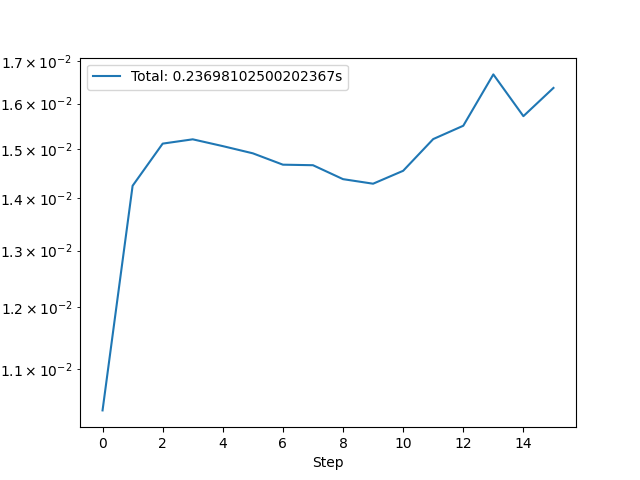 1.7 × 10⁻²
Total: 0.23698102500202367s
1.6 × 10⁻²
1.5 × 10⁻²
1.4 × 10⁻²
1.3 × 10⁻²
1.2 × 10⁻²
1.1 × 10⁻²
0 2 4 6 8 10 12 14
Step